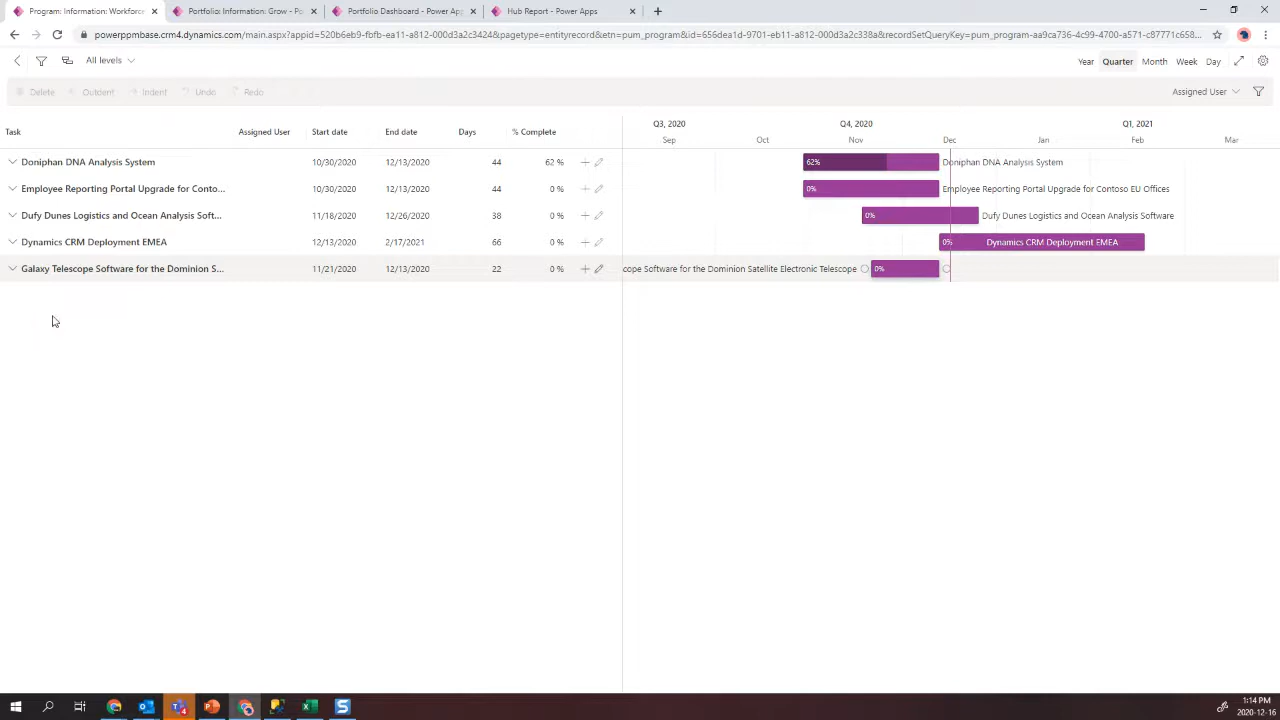 Program: Information: Workforc
Portfolio: Information: Grow - Po
Portfolio Dashboard - Power App
Hub Report - Power Apps
powerppmbase.crm4.dynamics.com/main.aspx?appid=520b6eb9-fbfb-ea11-a812-000d3a2c3424&pagetype=entityrecord&etn=pum_program&id=656dea1d-9701-eb11-a812-000d3a2c338a&recordSetQueryKey=pum_program-aa9ca736-4c99-4700-a571-c87771c658...
All levels
Year Quarter Month Week Day
Delete Outdent Indent Undo Redo
Assigned User
Task Assigned User Start date End date Days % Complete
Q3, 2020 Q4, 2020 Q1, 2021
Sep Oct Nov Dec Jan Feb Mar
Doniphan DNA Analysis System 10/30/2020 12/13/2020 44 62 % 62% Doniphan DNA Analysis System
Employee Reporting Portal Upgrade for Conto... 10/30/2020 12/13/2020 44 0 % 0% Employee Reporting Portal Upgrade for Contoso EU Offices
Dufy Dunes Logistics and Ocean Analysis Soft... 11/18/2020 12/26/2020 38 0 % 0% Dufy Dunes Logistics and Ocean Analysis Software
Dynamics CRM Deployment EMEA 12/13/2020 2/17/2021 66 0 % 0% Dynamics CRM Deployment EMEA
Galaxy Telescope Software for the Dominion S... 11/21/2020 12/13/2020 22 0 % cope Software for the Dominion Satellite Electronic Telescope 0%
1:14 PM
2020-12-16